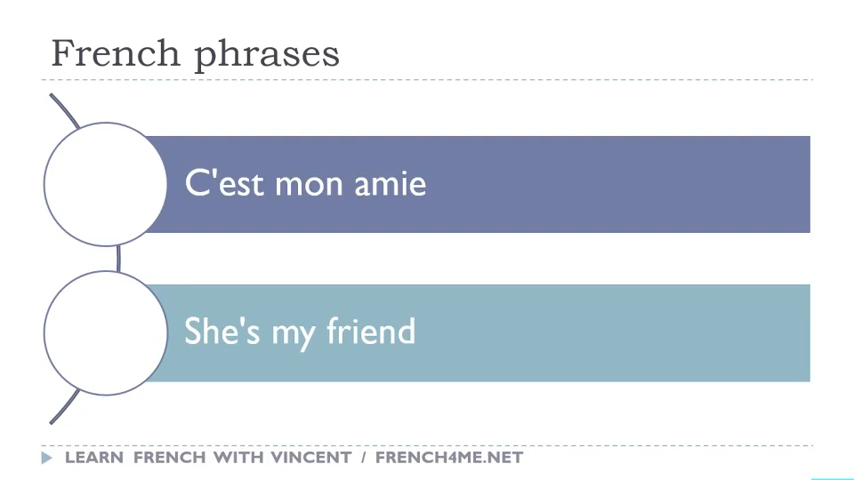 French phrases
C'est mon amie
She's my friend
LEARN FRENCH WITH VINCENT / FRENCH4ME.NET